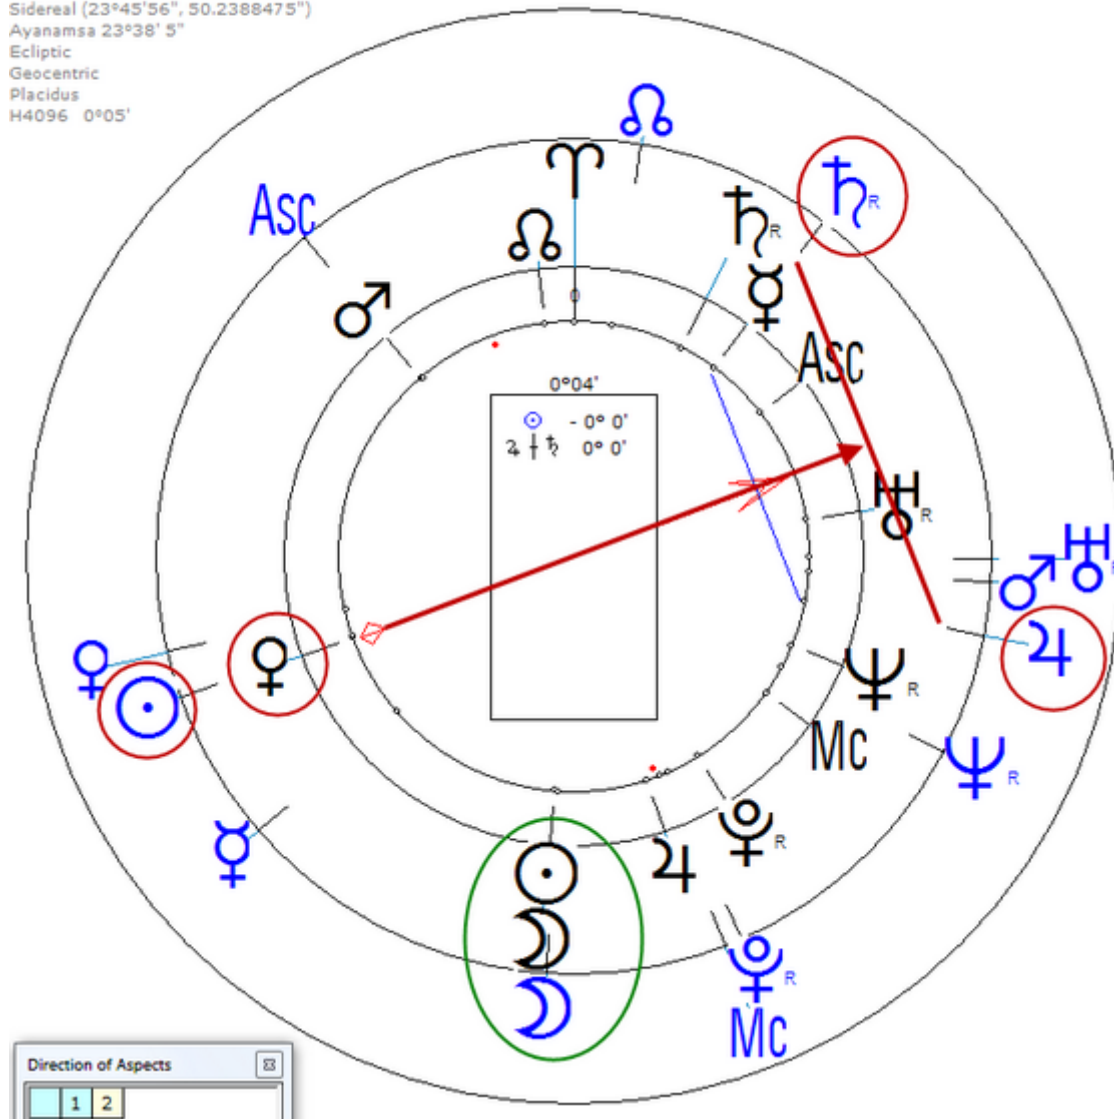 Sidereal (23°45'56", 50.2388475")
Ayanamsa 23°38' 5"
Ecliptic
Geocentric
Placidus
H4096 0°05'
☊
♈
Asc
♄R
♄R
☊
☿
♂
0
Asc
0°04'
☉ - 0° 0'
♃ ┼ ♄ 0° 0'
♅R
♂ ♅R
♀ ♀
♃
☉
♆R
Mc
♆R
☿
♃ ♇R
☉
☽
♇R
☽
Mc
Direction of Aspects
1 2